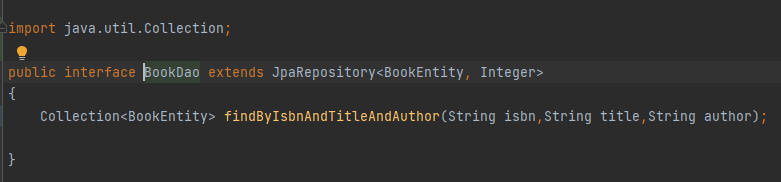 import java.util.Collection;
public interface BookDao extends JpaRepository<BookEntity, Integer>
{
Collection<BookEntity> findByIsbnAndTitleAndAuthor(String isbn,String title,String author);
}